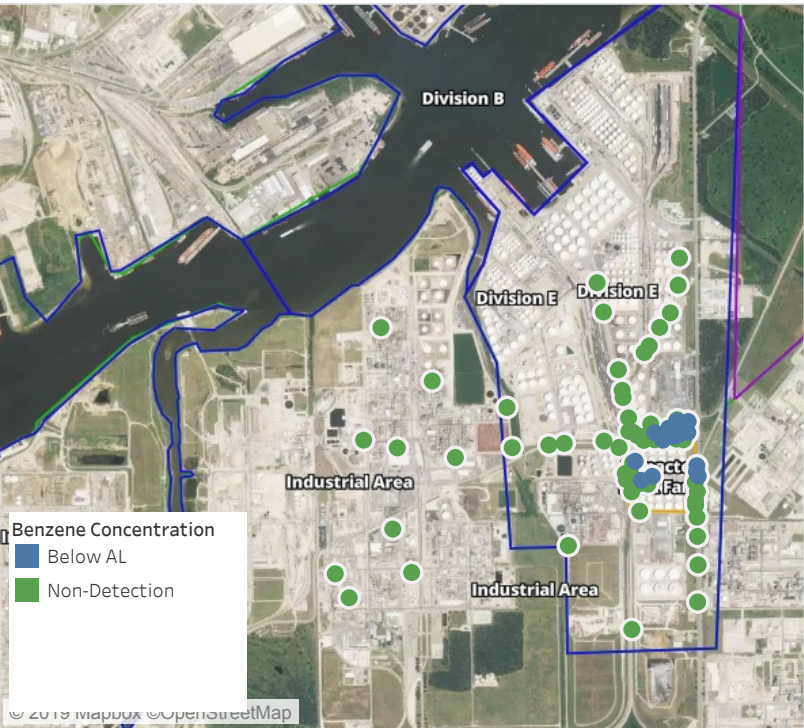 Division B
Division E
Division E
Industrial Area
Industrial Area
Benzene Concentration
Below AL
Non-Detection
© 2019 Mapbox ©OpenStreetMap